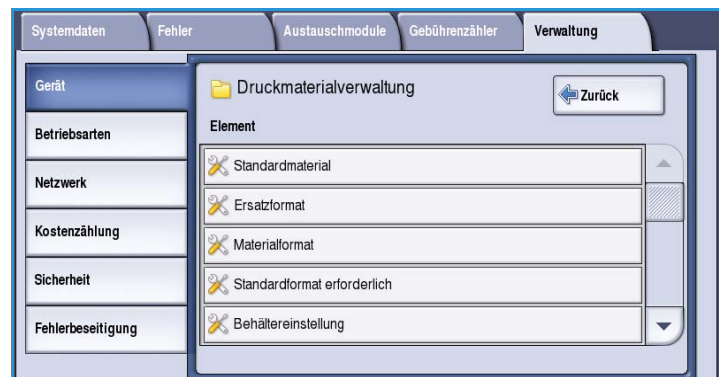 Systemdaten
Fehler
Austauschmodule
Gebührenzähler
Verwaltung
Gerät
Betriebsarten
Netzwerk
Kostenzählung
Sicherheit
Fehlerbeseitigung
Druckmaterialverwaltung
Zurück
Element
Standardmaterial
Ersatzformat
Materialformat
Standardformat erforderlich
Behältereinstellung